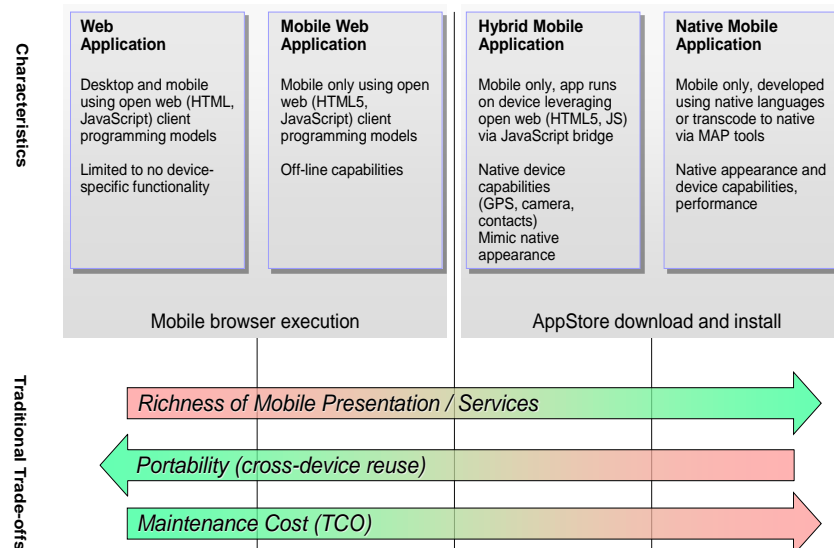 Characteristics
Web
Application
Desktop and mobile
using open web (HTML,
JavaScript) client
programming models
Limited to no device-
specific functionality
Mobile Web
Application
Mobile only using open
web (HTML5,
JavaScript) client
programming models
Off-line capabilities
Hybrid Mobile
Application
Mobile only, app runs
on device leveraging
open web (HTML5, JS)
via JavaScript bridge
Native device
capabilities
(GPS, camera,
contacts)
Mimic native
appearance
Native Mobile
Application
Mobile only, developed
using native languages
or transcode to native
via MAP tools
Native appearance and
device capabilities,
performance
Mobile browser execution
AppStore download and install
Traditional Trade-offs
Richness of Mobile Presentation / Services
Portability (cross-device reuse)
Maintenance Cost (TCO)